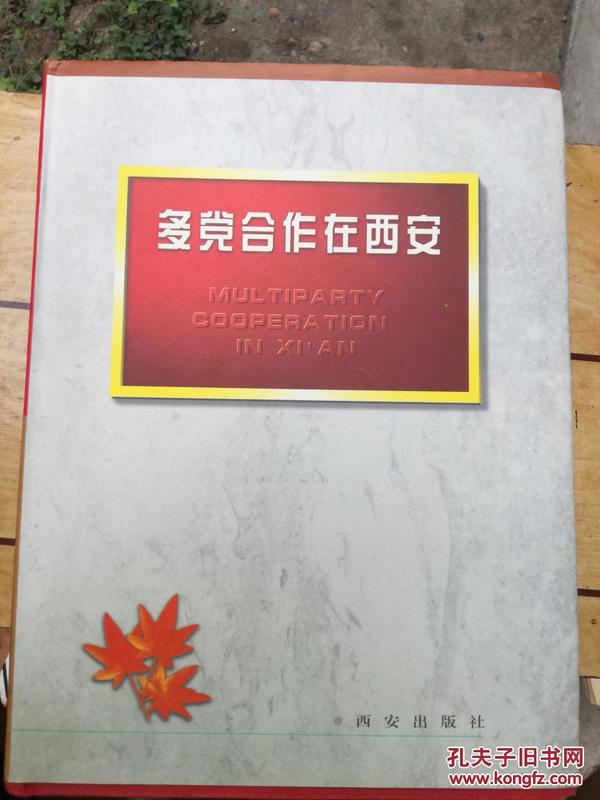 多党合作在西安
MULTIPARTY
COOPERATION
IN XI'AN
西安出版社
孔夫子旧书网
www.kongfz.com